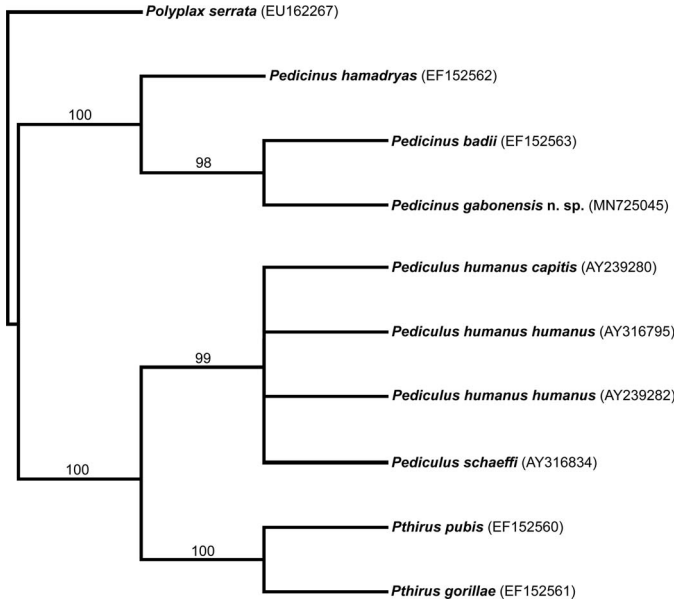 Polyplax serrata (EU162267)
Pedicinus hamadryas (EF152562)
100
Pedicinus badii (EF152563)
98
Pedicinus gabonensis n. sp. (MN725045)
Pediculus humanus capitis (AY239280)
Pediculus humanus humanus (AY316795)
99
Pediculus humanus humanus (AY239282)
Pediculus schaeffi (AY316834)
100
Pthirus pubis (EF152560)
100
Pthirus gorillae (EF152561)